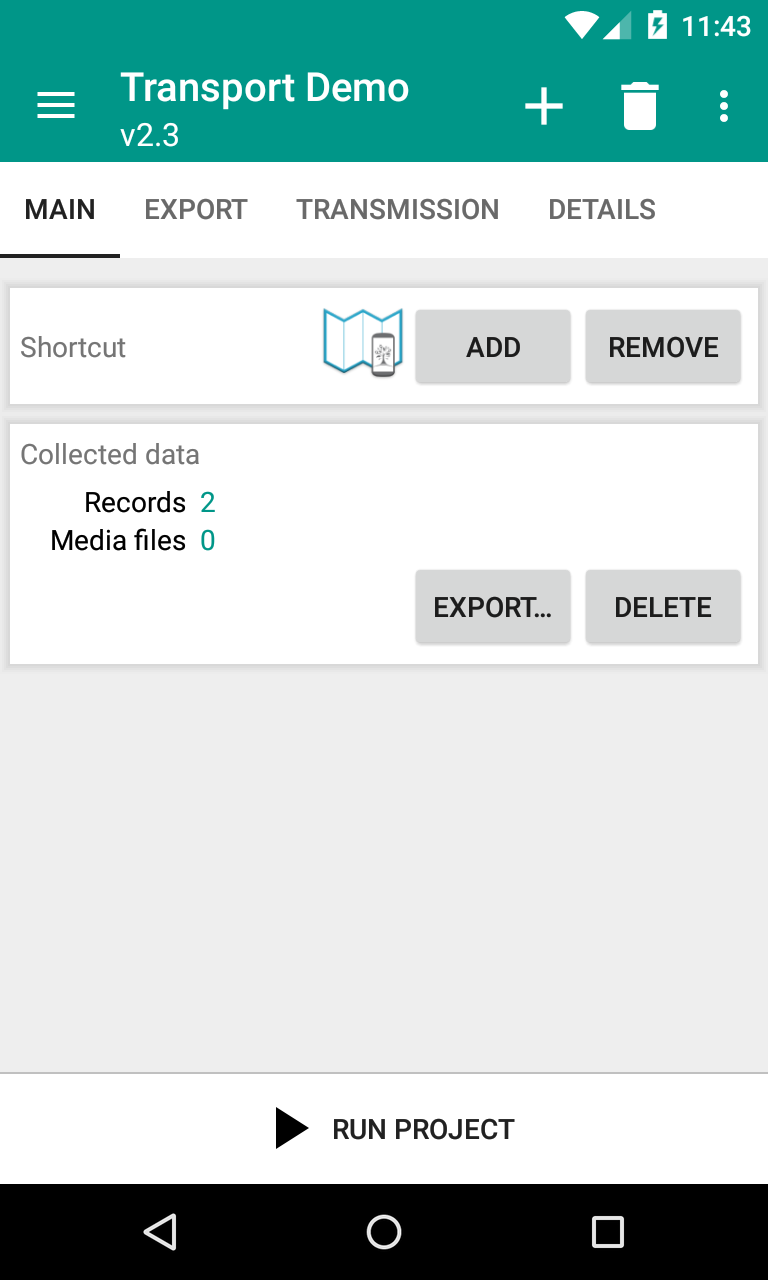 11:43
Transport Demo
v2.3
MAIN EXPORT TRANSMISSION DETAILS
Shortcut ADD REMOVE
Collected data
Records 2
Media files 0
EXPORT... DELETE
RUN PROJECT